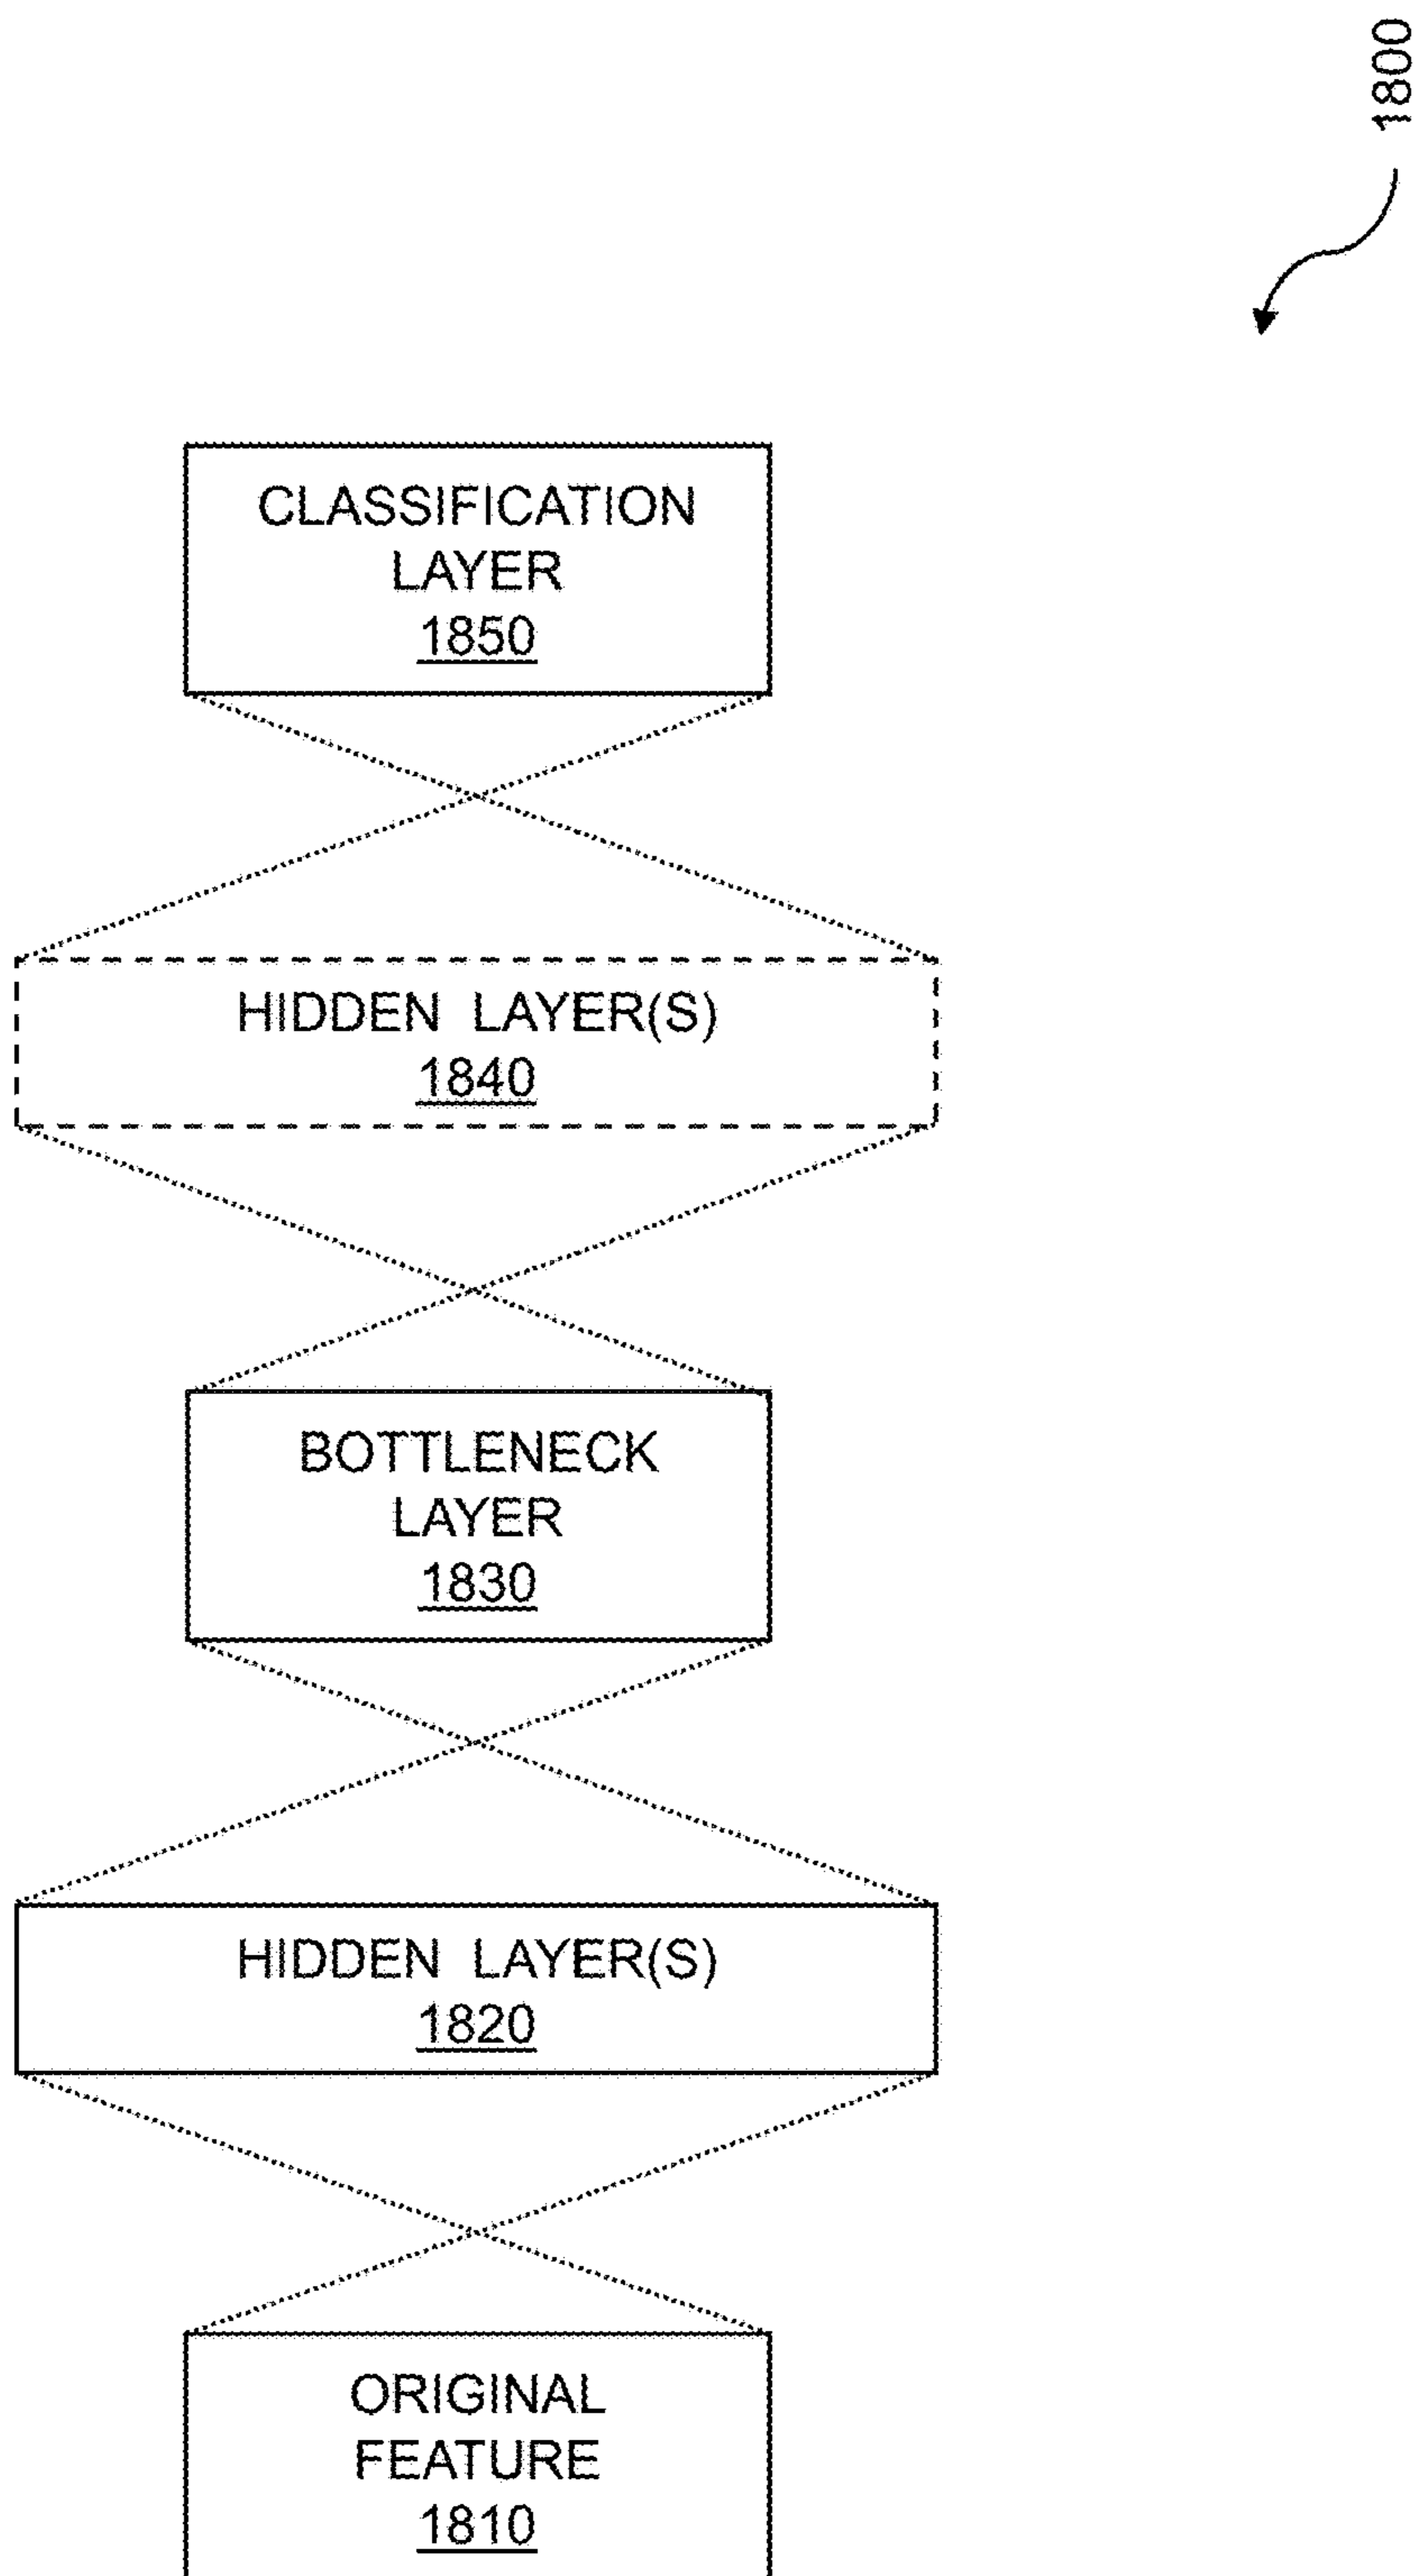 1800
CLASSIFICATION
LAYER
1850
HIDDEN LAYER(S)
1840
BOTTLENECK
LAYER
1830
HIDDEN LAYER(S)
1820
ORIGINAL
FEATURE
1810